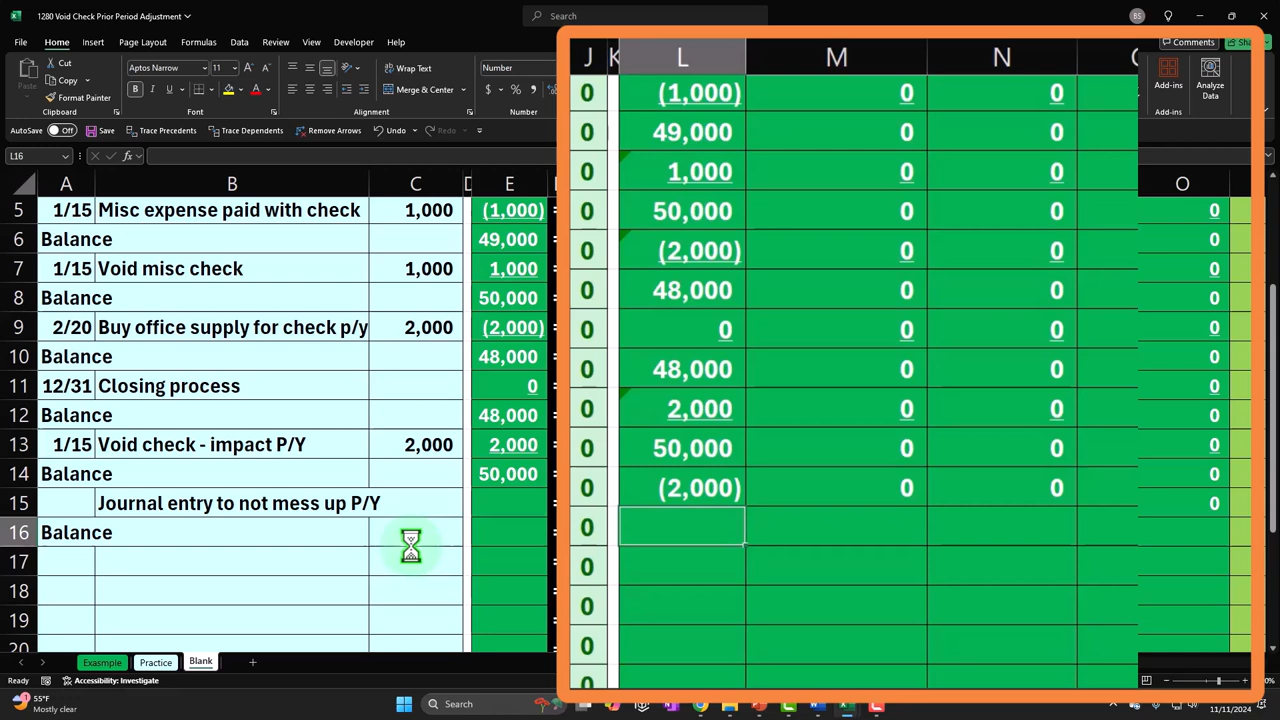 1280 Void Check Prior Period Adjustment
Search
BS
File Home Insert Page Layout Formulas Data Review View Developer Help
Comments
Cut
Copy
Format Painter
Clipboard
Aptos Narrow 11
Font
Wrap Text
Merge & Center
Alignment
Number
Add-ins
Analyze Data
AutoSave Off Save Trace Precedents Trace Dependents Remove Arrows Undo
L16 fx
A B C E
5 1/15 Misc expense paid with check 1,000 (1,000) =
6 Balance 49,000
7 1/15 Void misc check 1,000 1,000 =
8 Balance 50,000
9 2/20 Buy office supply for check p/y 2,000 (2,000) =
10 Balance 48,000
11 12/31 Closing process 0
12 Balance 48,000
13 1/15 Void check - impact P/Y 2,000 2,000
14 Balance 50,000
15 Journal entry to not mess up P/Y
16 Balance
17
18
19
20
J K L M N
0 (1,000) 0 0
0 49,000 0 0
0 1,000 0 0
0 50,000 0 0
0 (2,000) 0 0
0 48,000 0 0
0 0 0 0
0 48,000 0 0
0 2,000 0 0
0 50,000 0 0
0 (2,000) 0 0
0
0
0
0
0
O
0
0
0
0
0
0
0
0
0
0
0
Exasmple Practice Blank
Ready Accessibility: Investigate
55°F
Mostly clear
Search
11/11/2024